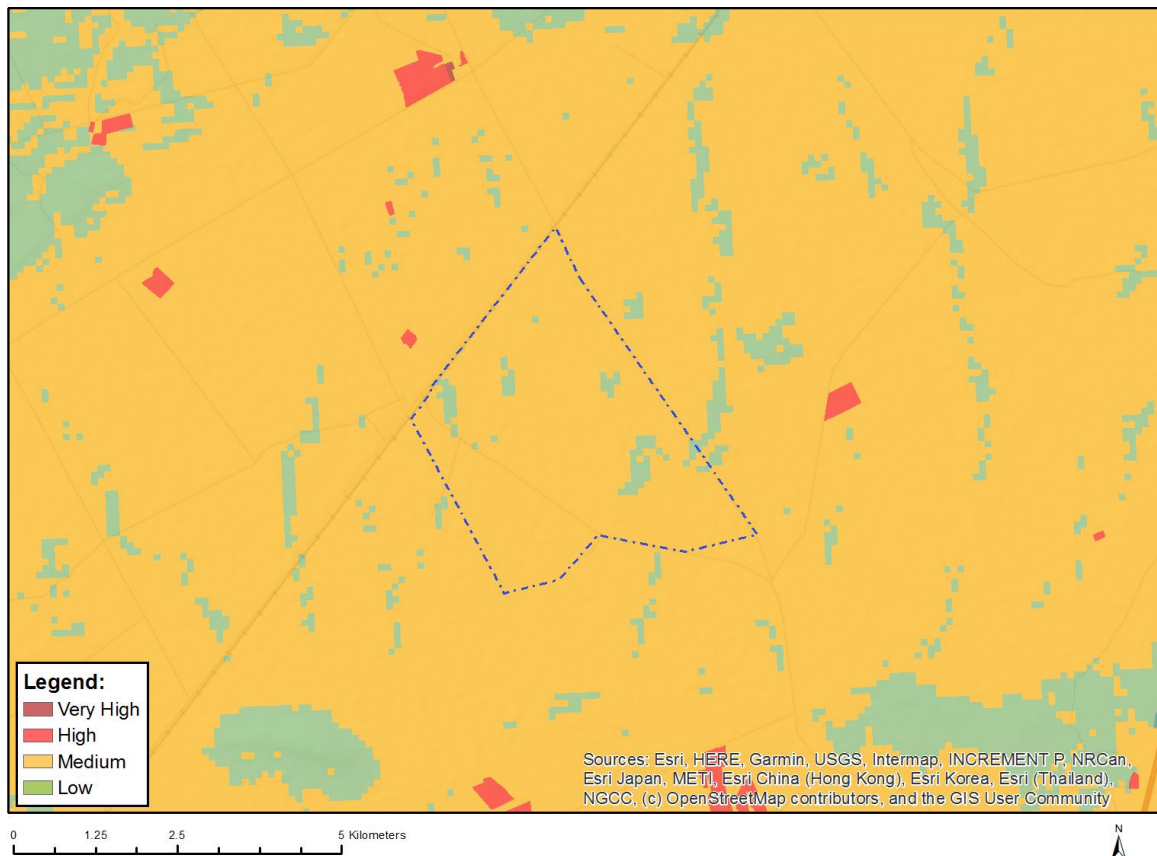 Legend:
Very High
High
Medium
Low
Sources: Esri, HERE, Garmin, USGS, Intermap, INCREMENT P, NRCan,
Esri Japan, METI, Esri China (Hong Kong), Esri Korea, Esri (Thailand),
NGCC, (c) OpenStreetMap contributors, and the GIS User Community
0 1.25 2.5 5 Kilometers
N